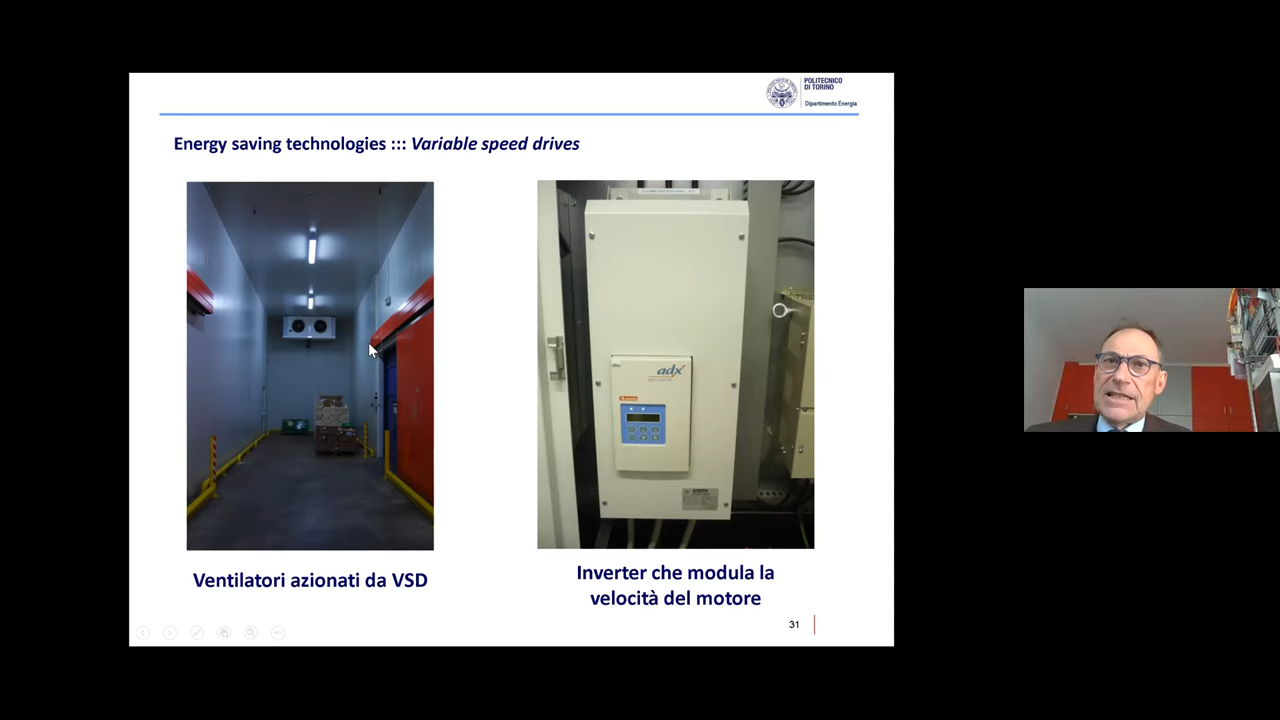 POLITECNICO
DI TORINO
Dipartimento Energia
Energy saving technologies ::: Variable speed drives
adx
Ventilatori azionati da VSD
Inverter che modula la
velocità del motore
31